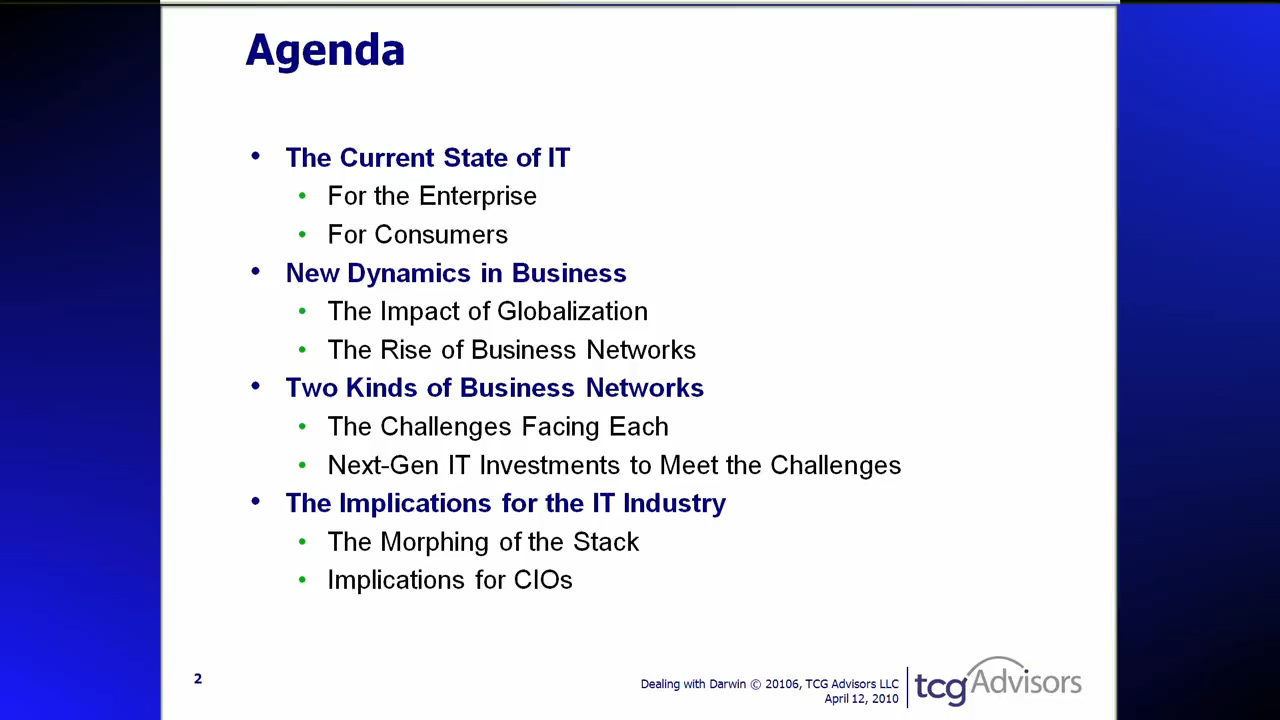 Agenda
• The Current State of IT
• For the Enterprise
• For Consumers
• New Dynamics in Business
• The Impact of Globalization
• The Rise of Business Networks
• Two Kinds of Business Networks
• The Challenges Facing Each
• Next-Gen IT Investments to Meet the Challenges
• The Implications for the IT Industry
• The Morphing of the Stack
• Implications for CIOs
2
Dealing with Darwin © 20106, TCG Advisors LLC
April 12, 2010
tcgAdvisors